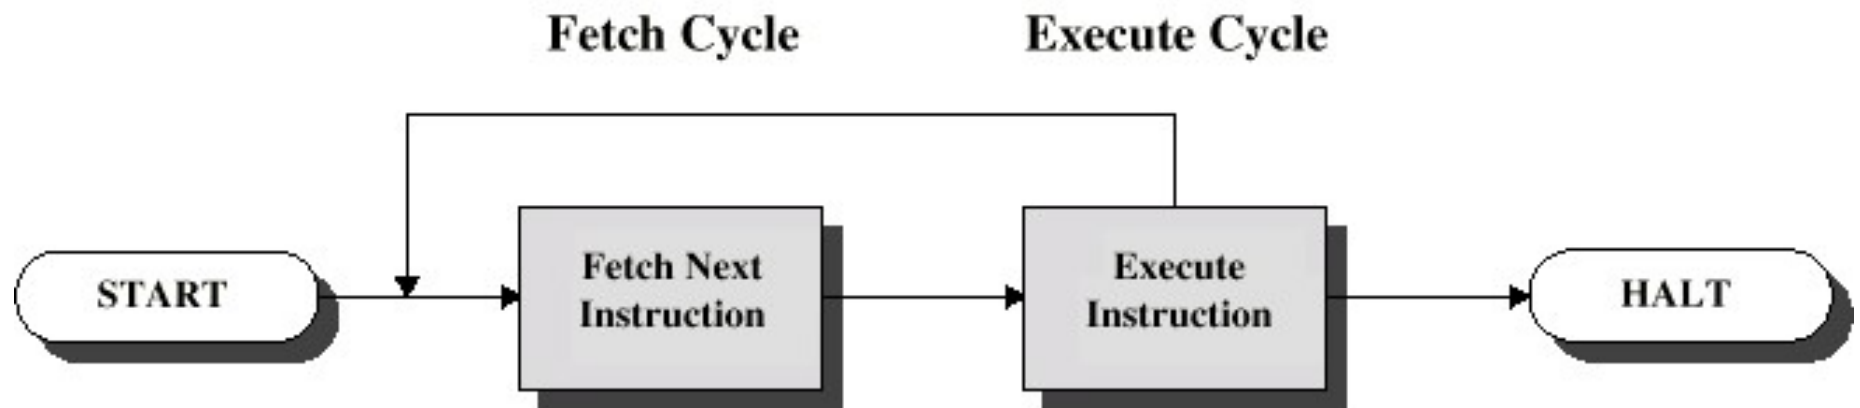 Fetch Cycle
Execute Cycle
START
Fetch Next
Instruction
Execute
Instruction
HALT